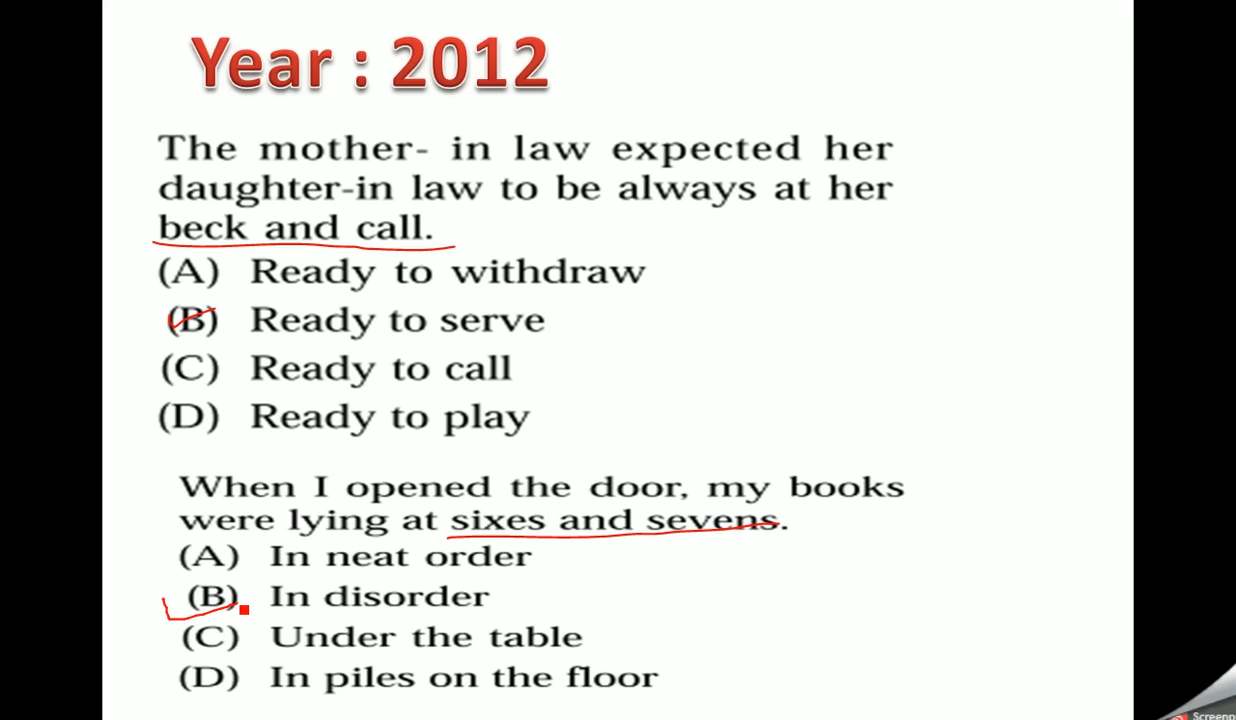 Year : 2012
The mother- in law expected her
daughter-in law to be always at her
beck and call.
(A) Ready to withdraw
(B) Ready to serve
(C) Ready to call
(D) Ready to play
When I opened the door, my books
were lying at sixes and sevens.
(A) In neat order
(B) In disorder
(C) Under the table
(D) In piles on the floor